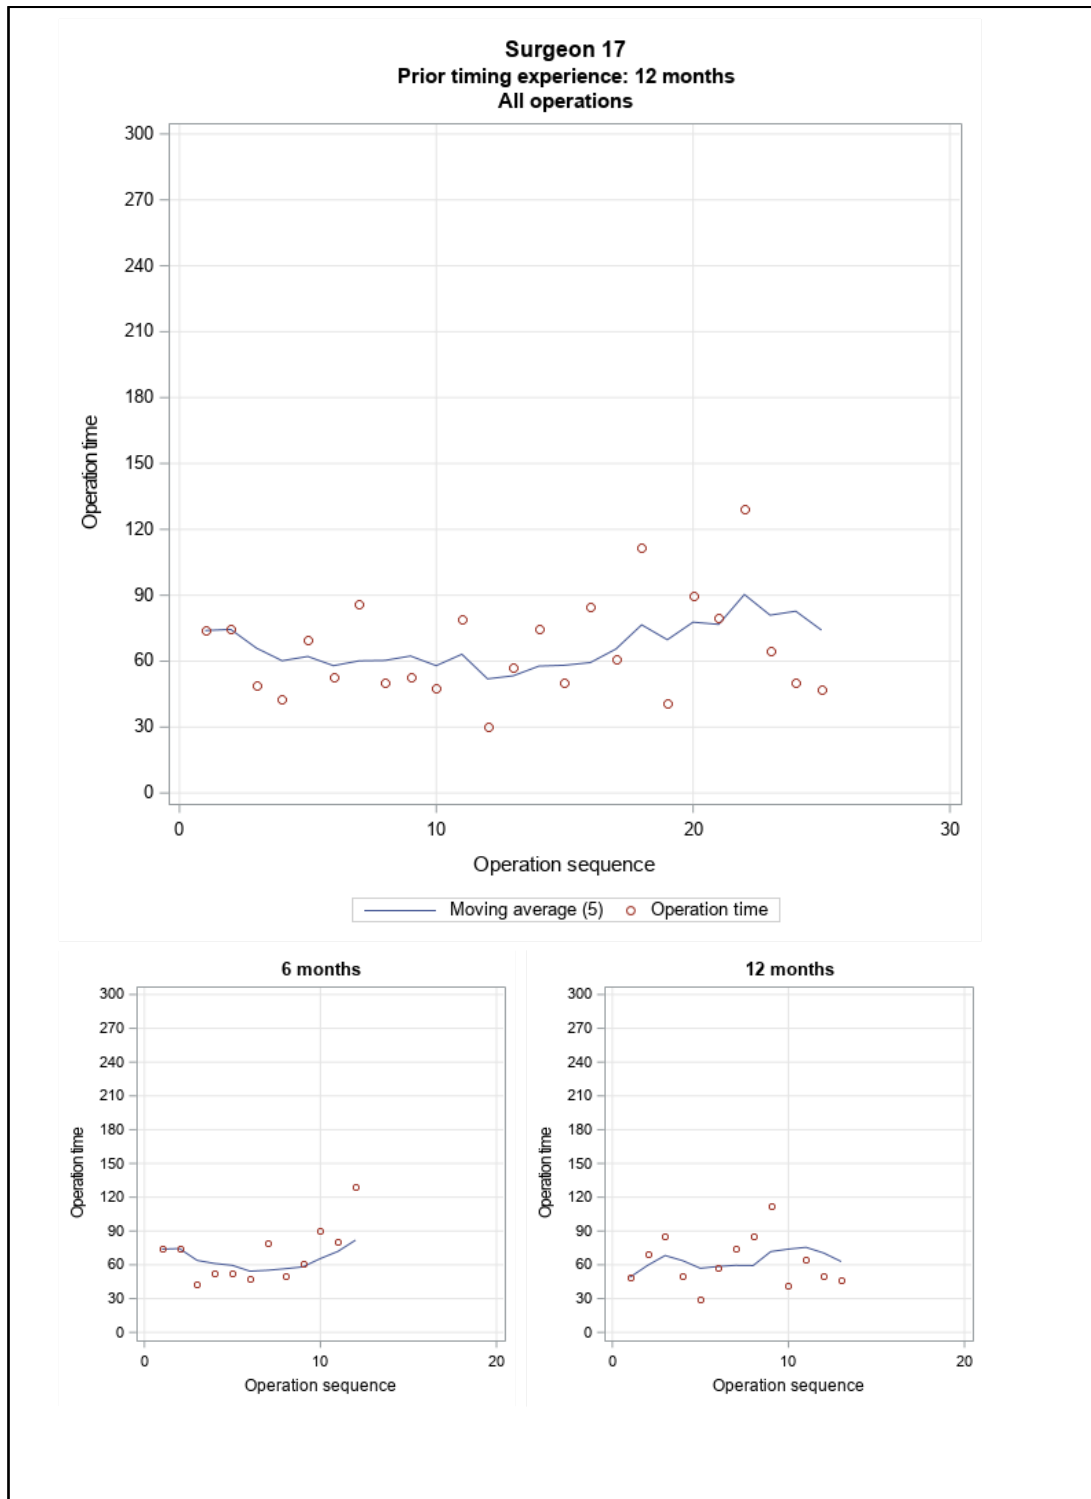 Surgeon 17
Prior timing experience: 12 months
All operations
300
270
240
210
180
150
120
90
60
30
0
Operation time
0 10 20 30
Operation sequence
Moving average (5) Operation time
6 months
300
270
240
210
180
150
120
90
60
30
0
Operation time
0 10 20
Operation sequence
12 months
300
270
240
210
180
150
120
90
60
30
0
Operation time
0 10 20
Operation sequence